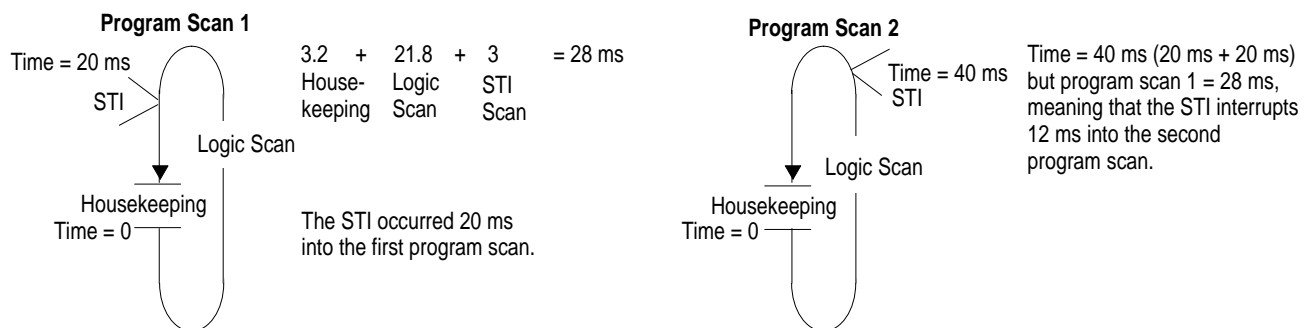 Program Scan 1
Time = 20 ms
STI
3.2 + 21.8 + 3 = 28 ms
House- Logic STI
keeping Scan Scan
Logic Scan
Housekeeping
Time = 0
The STI occurred 20 ms
into the first program scan.
Program Scan 2
Time = 40 ms
STI
Logic Scan
Housekeeping
Time = 0
Time = 40 ms (20 ms + 20 ms)
but program scan 1 = 28 ms,
meaning that the STI interrupts
12 ms into the second
program scan.